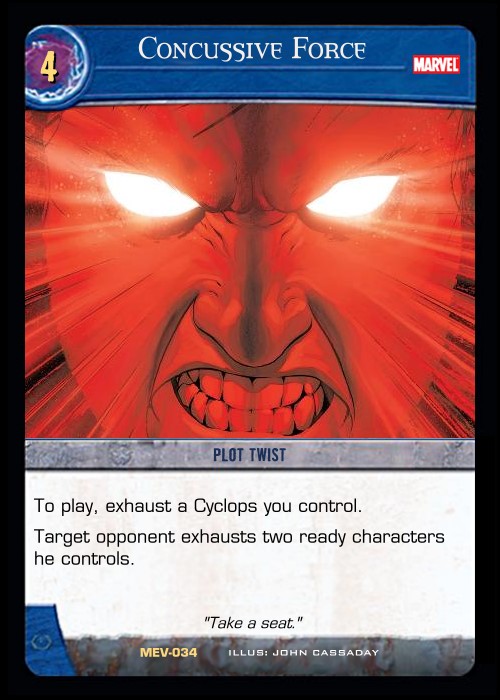 Concussive Force
4
MARVEL
PLOT TWIST
To play, exhaust a Cyclops you control.
Target opponent exhausts two ready characters
he controls.
"Take a seat."
MEV-034 ILLUS: JOHN CASSADAY